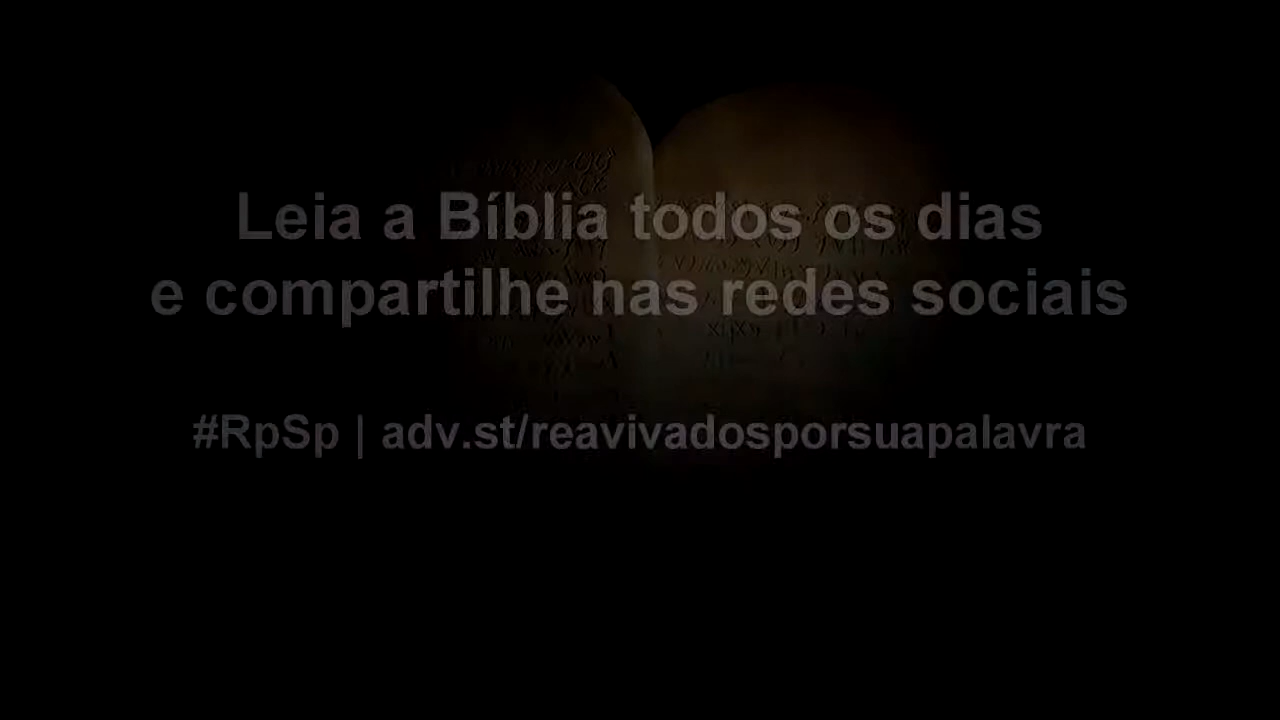 Leia a Bíblia todos os dias
e compartilhe nas redes sociais
#RpSp | adv.st/reavivadosporsuapalavra